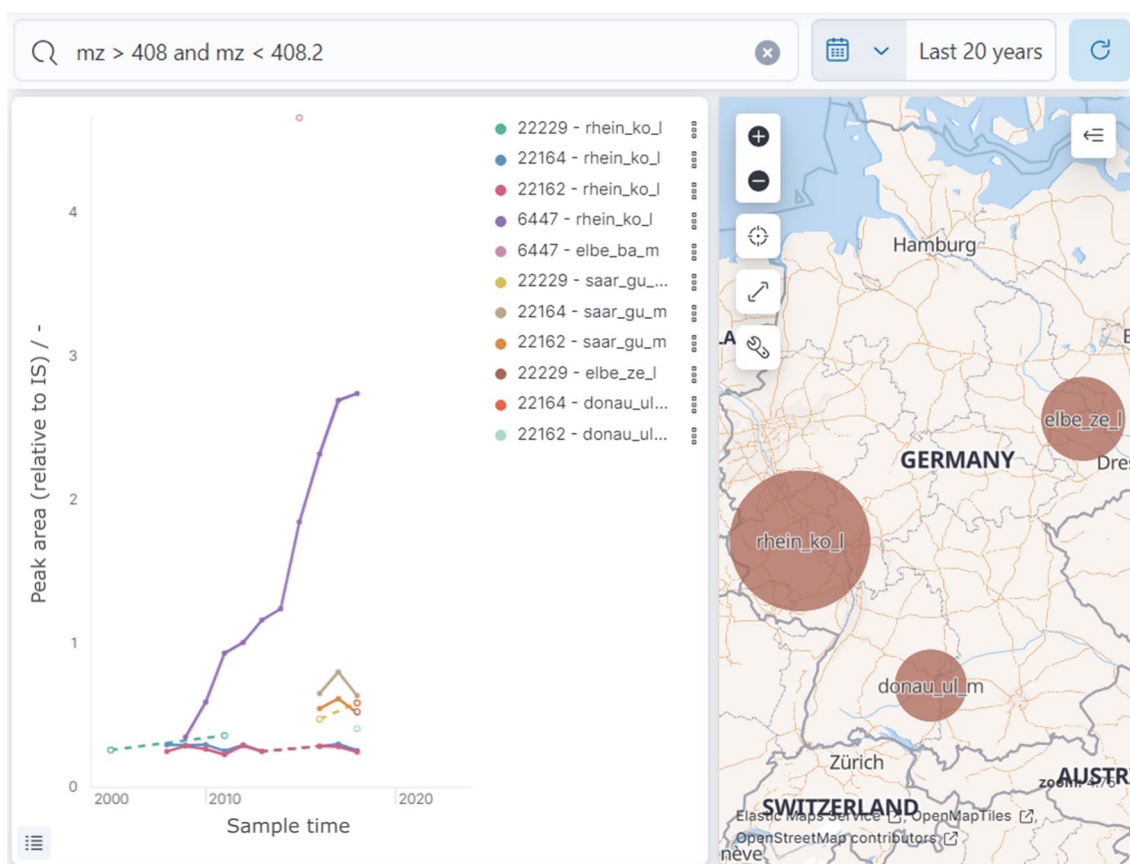 mz > 408 and mz < 408.2
Last 20 years
22229 - rhein_ko_l
22164 - rhein_ko_l
22162 - rhein_ko_l
6447 - rhein_ko_l
6447 - elbe_ba_m
22229 - saar_gu_...
22164 - saar_gu_m
22162 - saar_gu_m
22229 - elbe_ze_l
22164 - donau_ul...
22162 - donau_ul...
4
3
2
1
0
Peak area (relative to IS) / -
2000
2010
2020
Sample time
Hamburg
elbe_ze_l
GERMANY
Dres
rhein_ko_l
donau_ul_m
Zürich
AUSTR
SWITZERLAND
Elastic Maps Service, OpenMapTiles,
OpenStreetMap contributors
nève